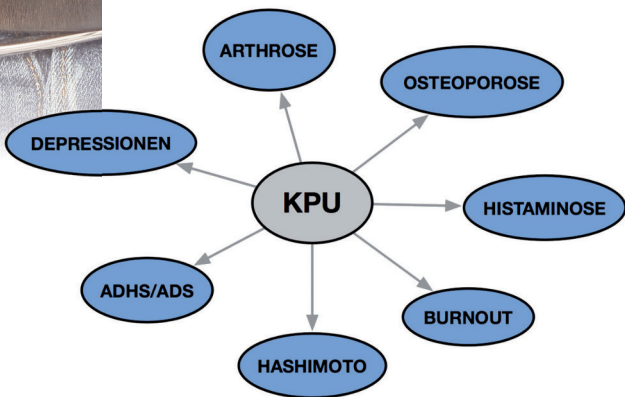 ARTHROSE
OSTEOPOROSE
DEPRESSIONEN
KPU
HISTAMINOSE
ADHS/ADS
BURNOUT
HASHIMOTO